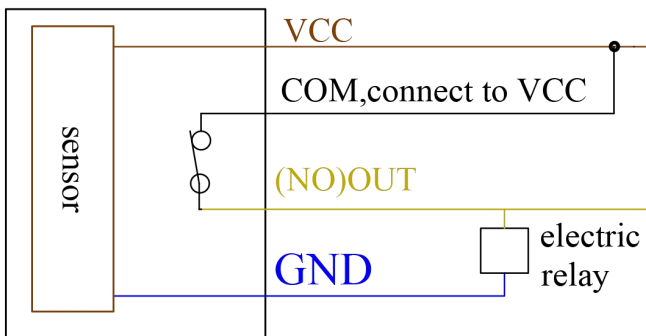 VCC
COM,connect to VCC
sensor
(NO)OUT
electric
relay
GND